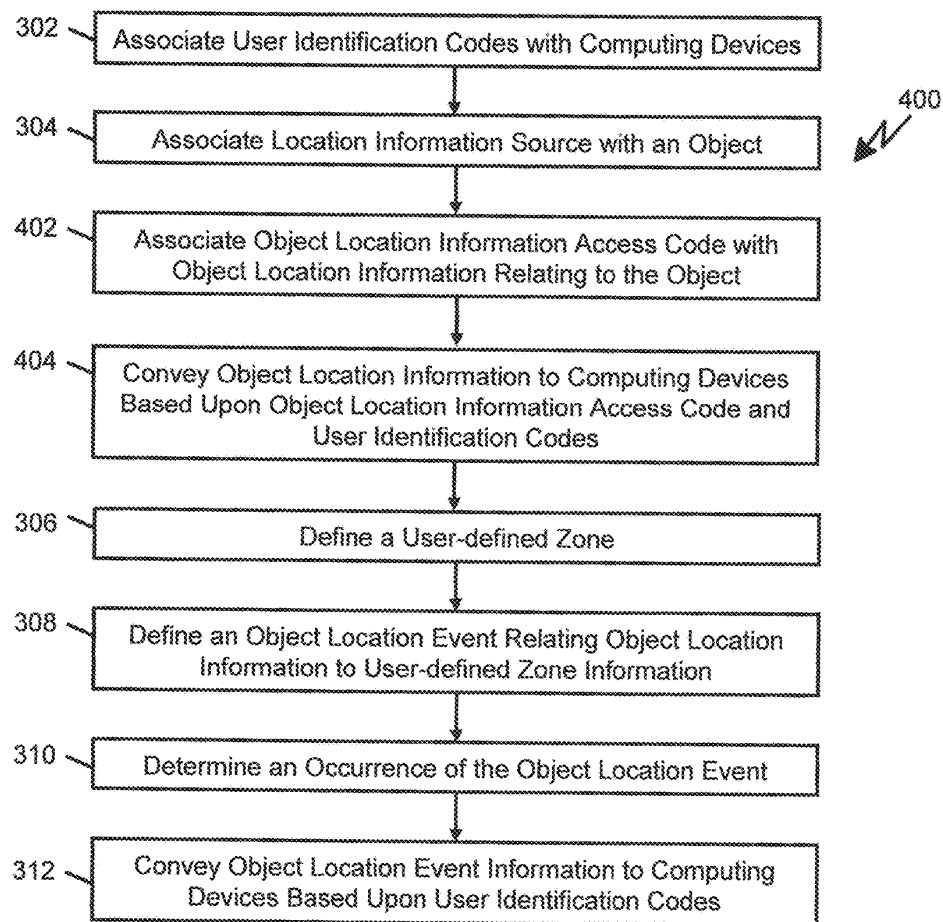 302
Associate User Identification Codes with Computing Devices
400
304
Associate Location Information Source with an Object
402
Associate Object Location Information Access Code with
Object Location Information Relating to the Object
404
Convey Object Location Information to Computing Devices
Based Upon Object Location Information Access Code and
User Identification Codes
306
Define a User-defined Zone
308
Define an Object Location Event Relating Object Location
Information to User-defined Zone Information
310
Determine an Occurrence of the Object Location Event
312
Convey Object Location Event Information to Computing
Devices Based Upon User Identification Codes